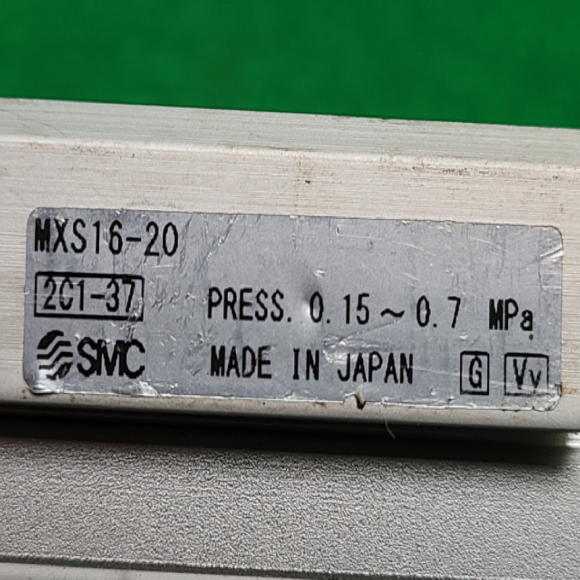 MXS16-20
2C1-37
PRESS. 0.15~0.7 MPa
SMC MADE IN JAPAN G Vv